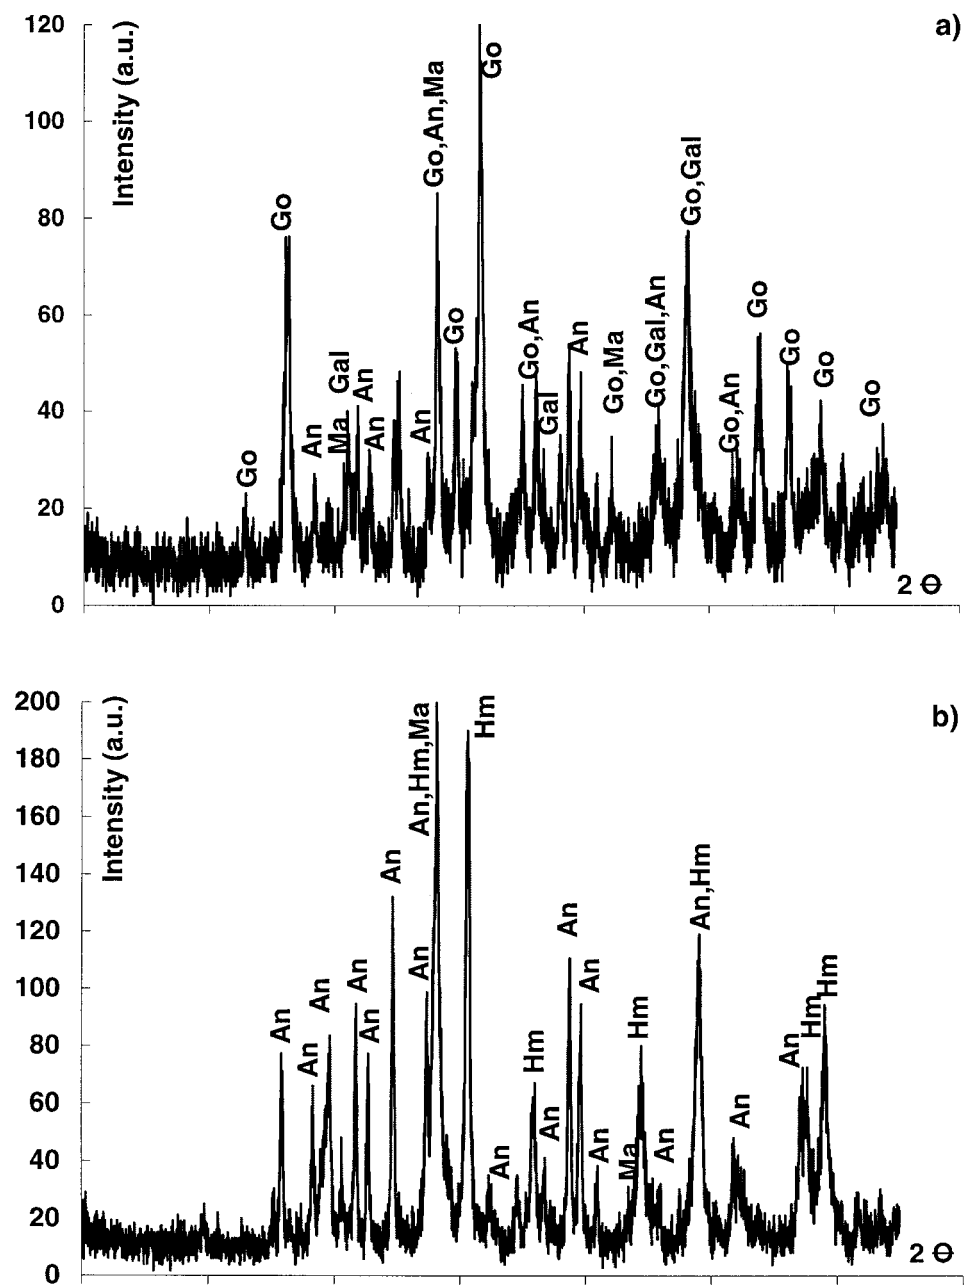 a)
Intensity (a.u.)
120
100
80
60
40
20
0
Go
Go
An
Ma
Gal
An
An
An
Go,An,Ma
Go
Go
Go,An
Gal
An
Go,Ma
Go,Gal,An
Go,Gal
Go,An
Go
Go
Go
Go
2 Θ
b)
Intensity (a.u.)
200
180
160
140
120
100
80
60
40
20
0
An
An
An
An
An
An
An
An,Hm,Ma
Hm
An
Hm
An
An
An
An
Ma
Hm
An
An,Hm
An
An
Hm
Hm
2 Θ